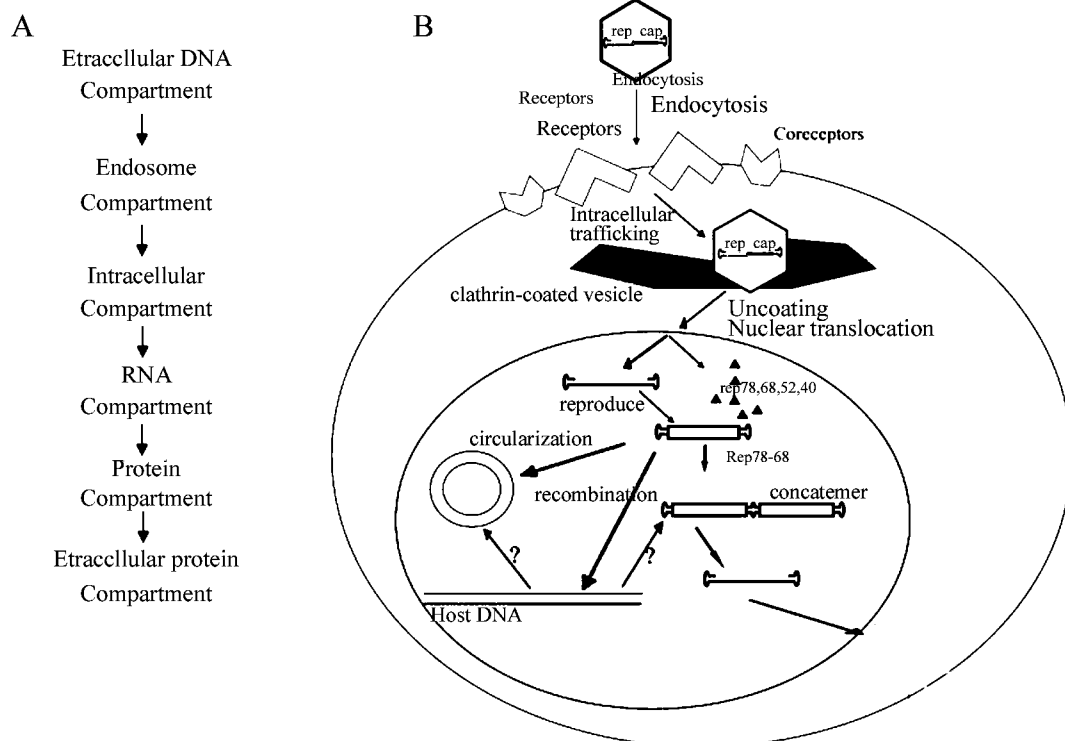 A
Etraccllular DNA
Compartment
Endosome
Compartment
Intracellular
Compartment
RNA
Compartment
Protein
Compartment
Etraccllular protein
Compartment
B
rep cap
Endocytosis
Receptors
Endocytosis
Receptors
Coreceptors
Intracellular
trafficking
rep cap
clathrin-coated vesicle
Uncoating
Nuclear translocation
rep78,68,52,40
reproduce
circularization
Rep78-68
recombination
concatemer
?
?
Host DNA